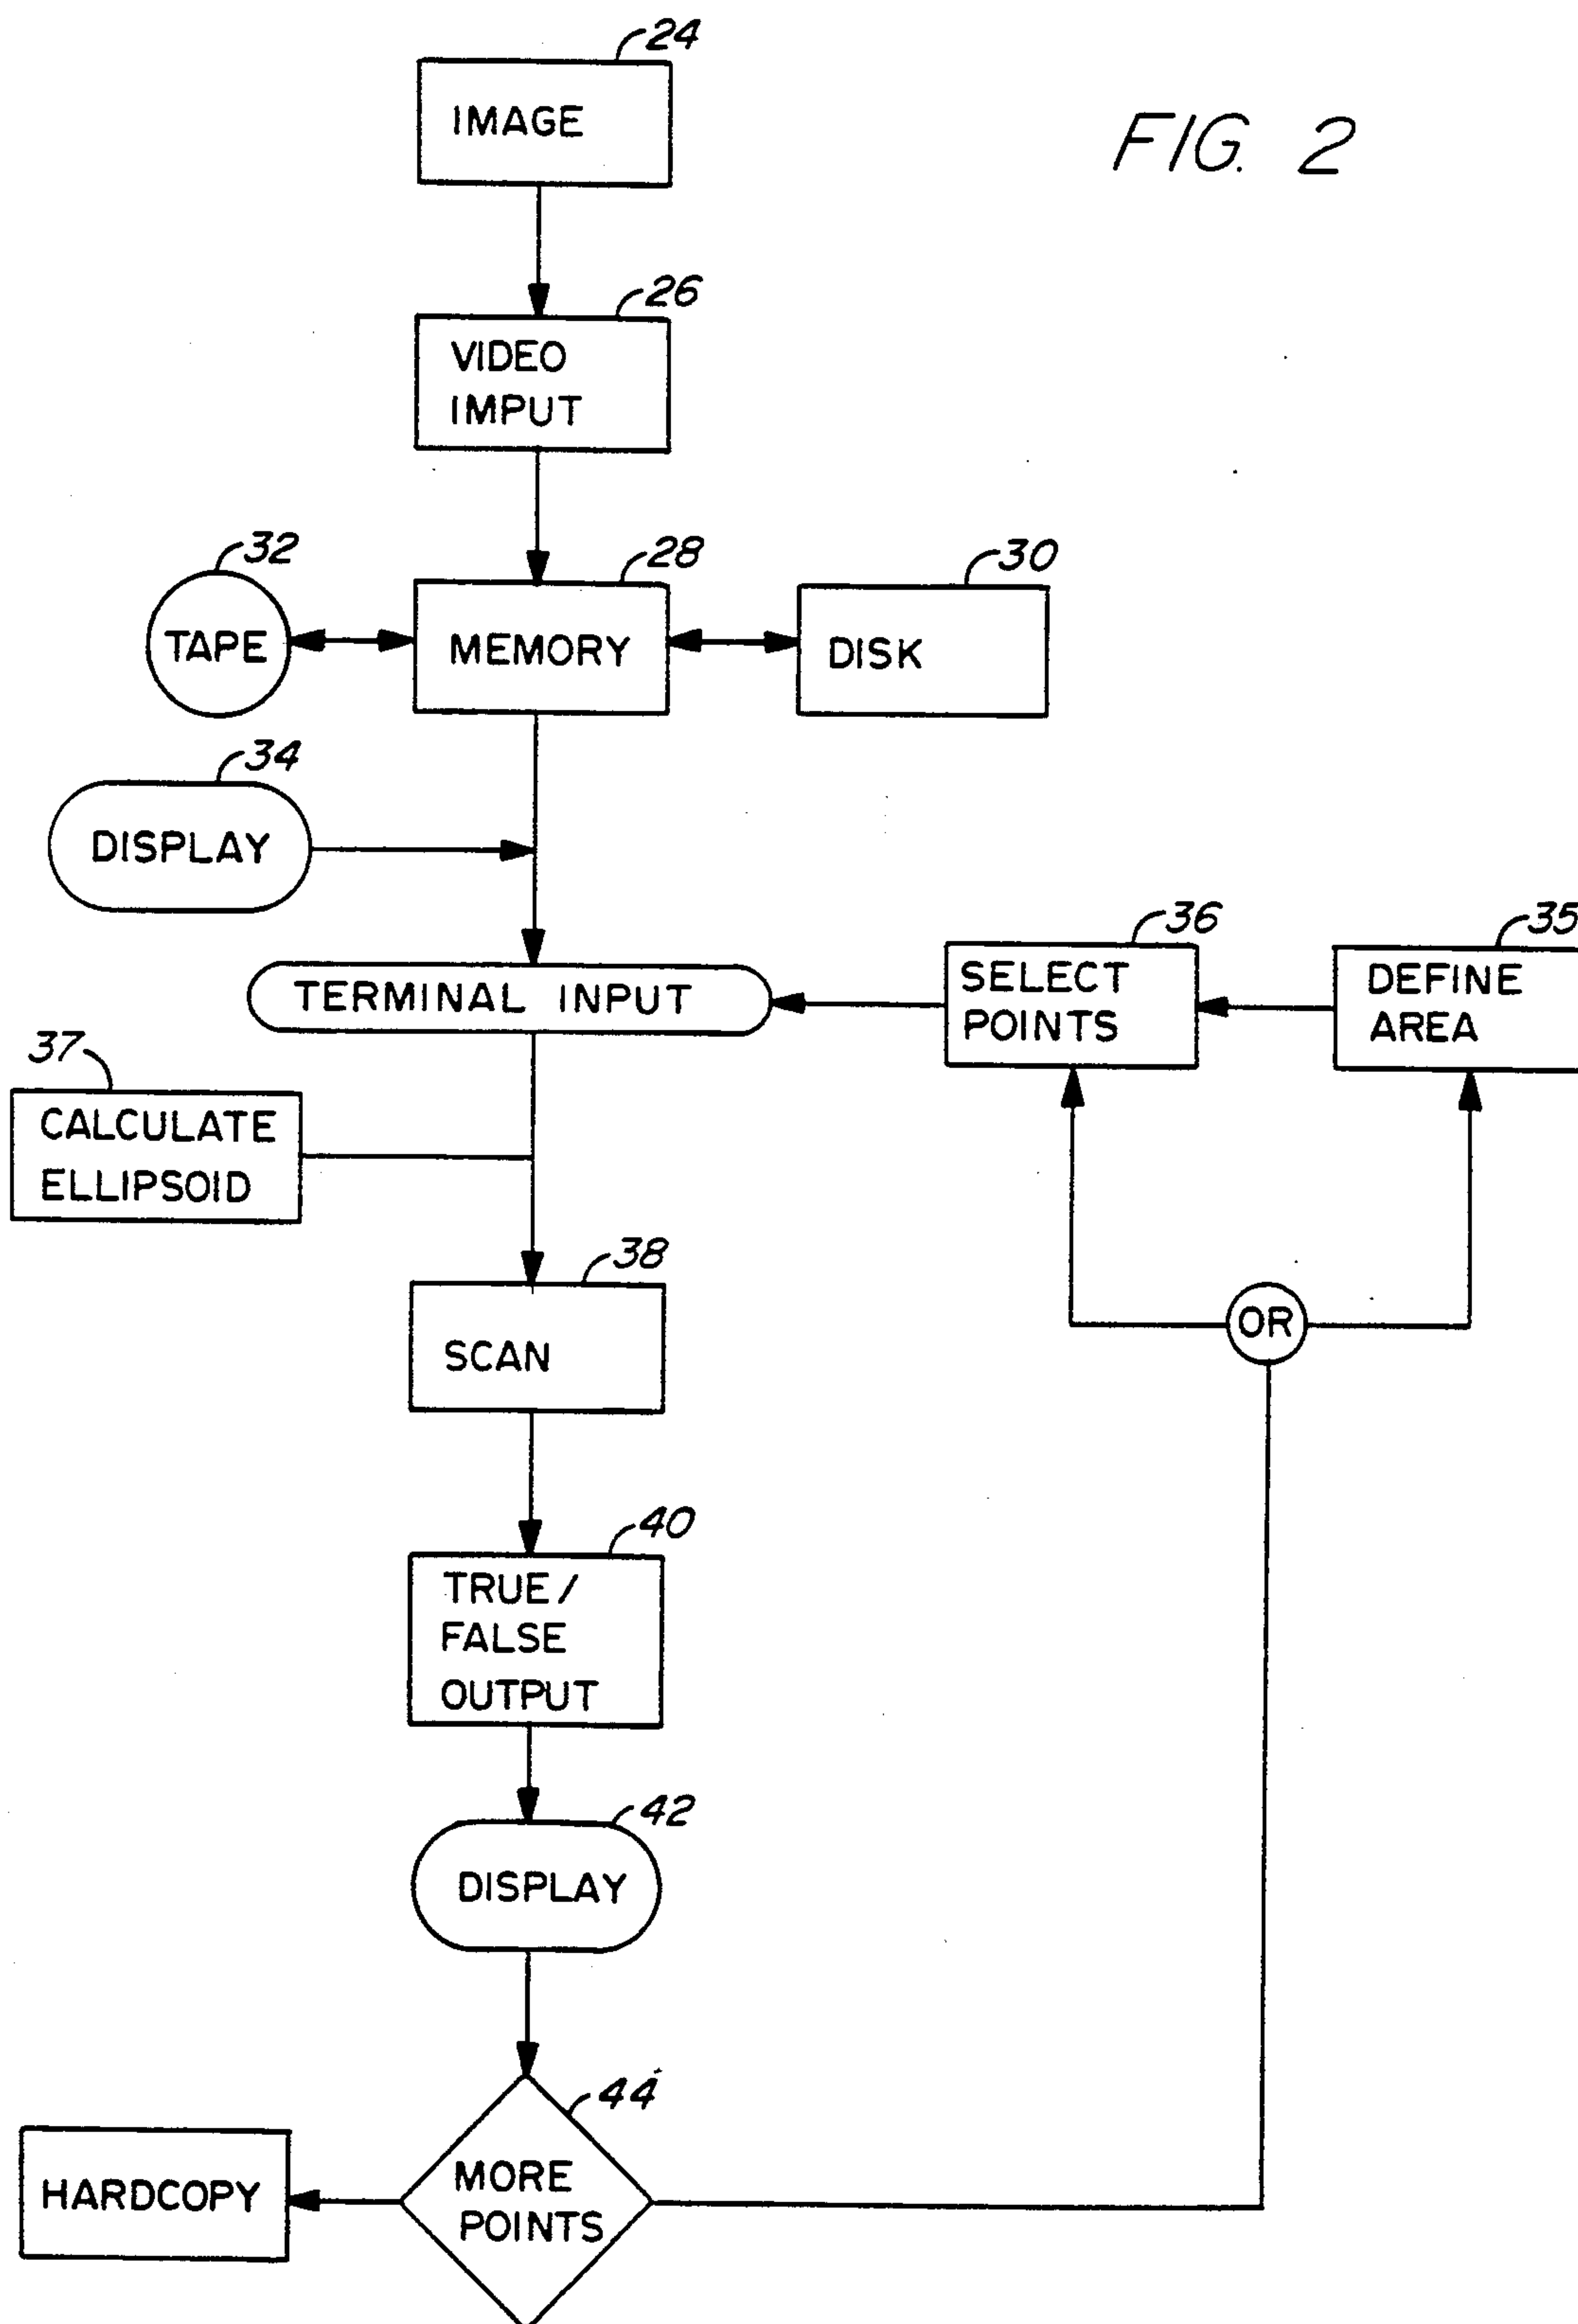 24
IMAGE
FIG. 2
26
VIDEO
IMPUT
32
TAPE
28
MEMORY
30
DISK
34
DISPLAY
TERMINAL INPUT
36
SELECT
POINTS
35
DEFINE
AREA
37
CALCULATE
ELLIPSOID
38
SCAN
OR
40
TRUE/
FALSE
OUTPUT
42
DISPLAY
44
MORE
POINTS
HARDCOPY